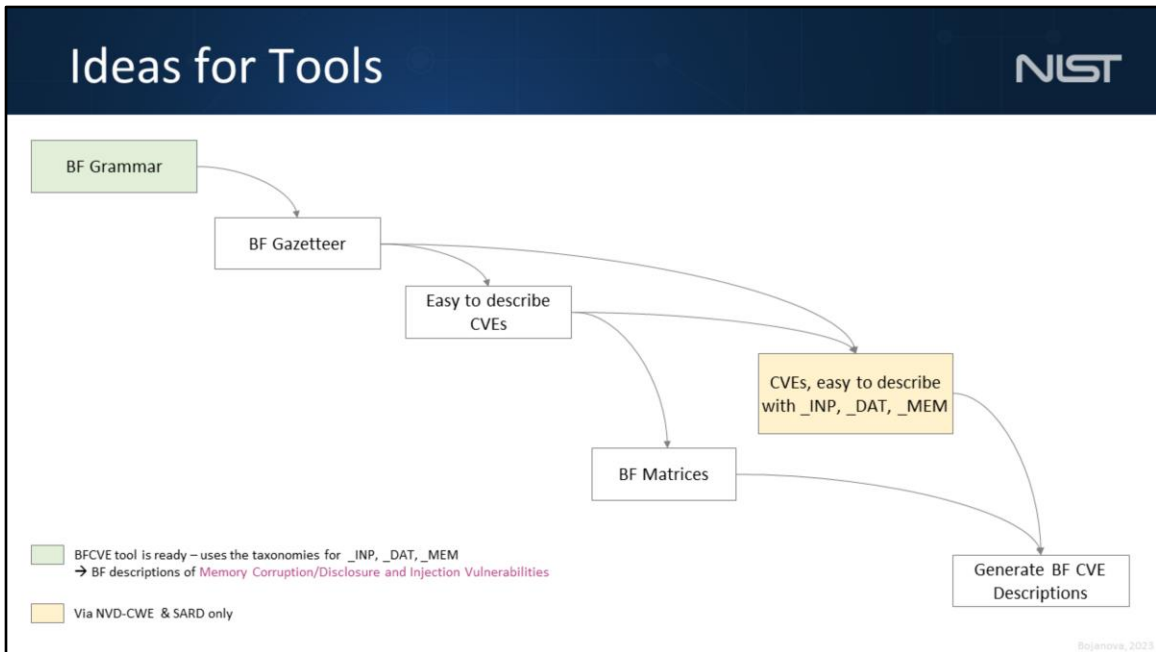 Ideas for Tools
NIST
BF Grammar
BF Gazetteer
Easy to describe
CVEs
CVEs, easy to describe
with _INP, _DAT, _MEM
BF Matrices
BFCVE tool is ready – uses the taxonomies for _INP, _DAT, _MEM
→ BF descriptions of Memory Corruption/Disclosure and Injection Vulnerabilities
Generate BF CVE
Descriptions
Via NVD-CWE & SARD only
Bojanova, 2023